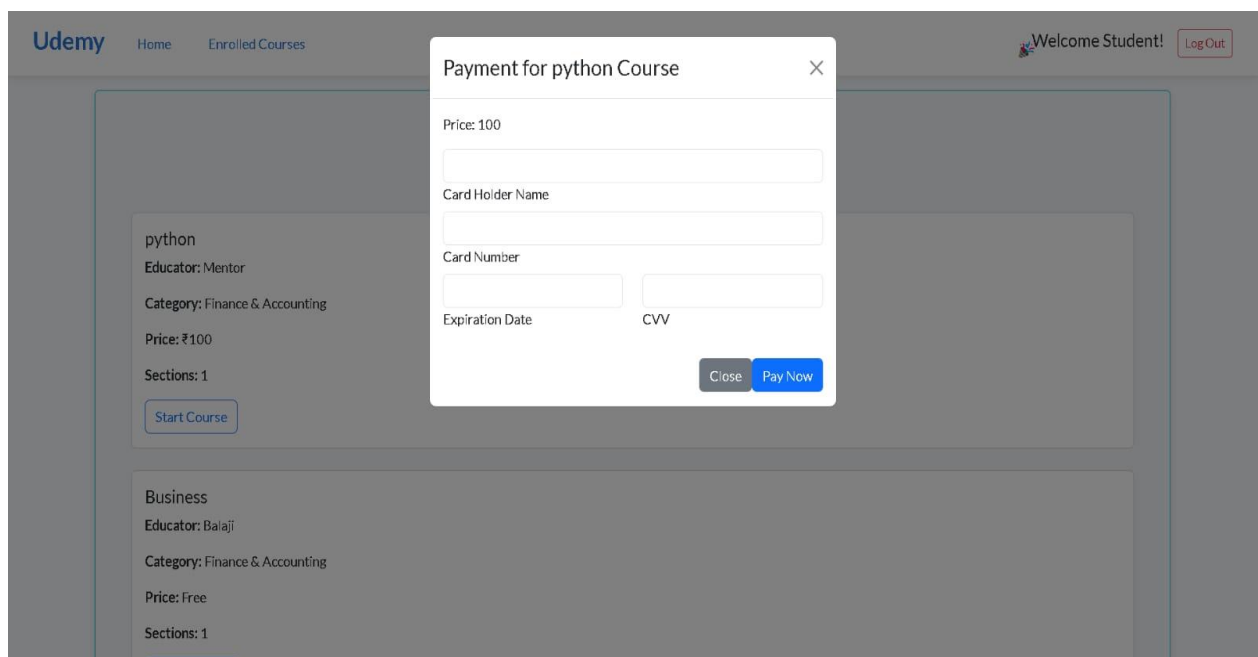 Udemy Home Enrolled Courses 🎉Welcome Student! Log Out
Payment for python Course
Price: 100
Card Holder Name
Card Number
Expiration Date CVV
Close Pay Now
python
Educator: Mentor
Category: Finance & Accounting
Price: ₹100
Sections: 1
Start Course
Business
Educator: Balaji
Category: Finance & Accounting
Price: Free
Sections: 1